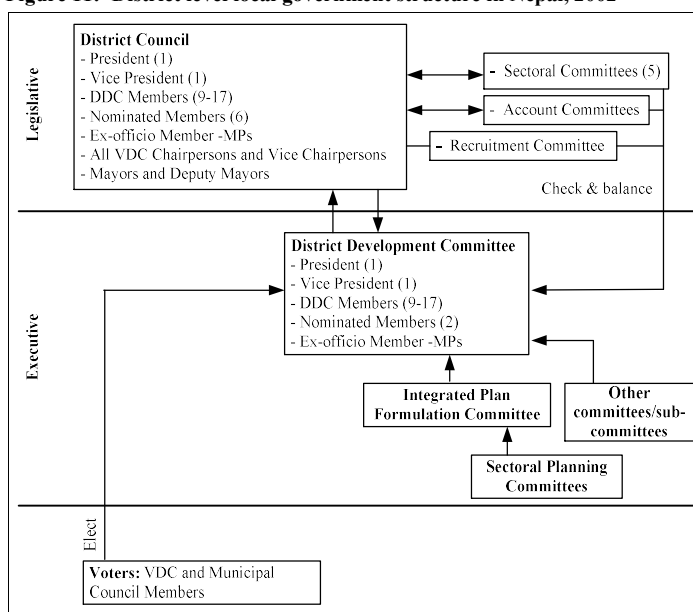 Figure 11: District level local government structure in Nepal, 2002
Legislative
District Council
- President (1)
- Vice President (1)
- DDC Members (9-17)
- Nominated Members (6)
- Ex-officio Member -MPs
- All VDC Chairpersons and Vice Chairpersons
- Mayors and Deputy Mayors
- Sectoral Committees (5)
- Account Committees
- Recruitment Committee
Check & balance
Executive
District Development Committee
- President (1)
- Vice President (1)
- DDC Members (9-17)
- Nominated Members (2)
- Ex-officio Member -MPs
Integrated Plan
Formulation Committee
Other
committees/sub-
committees
Sectoral Planning
Committees
Elect
Voters: VDC and Municipal
Council Members